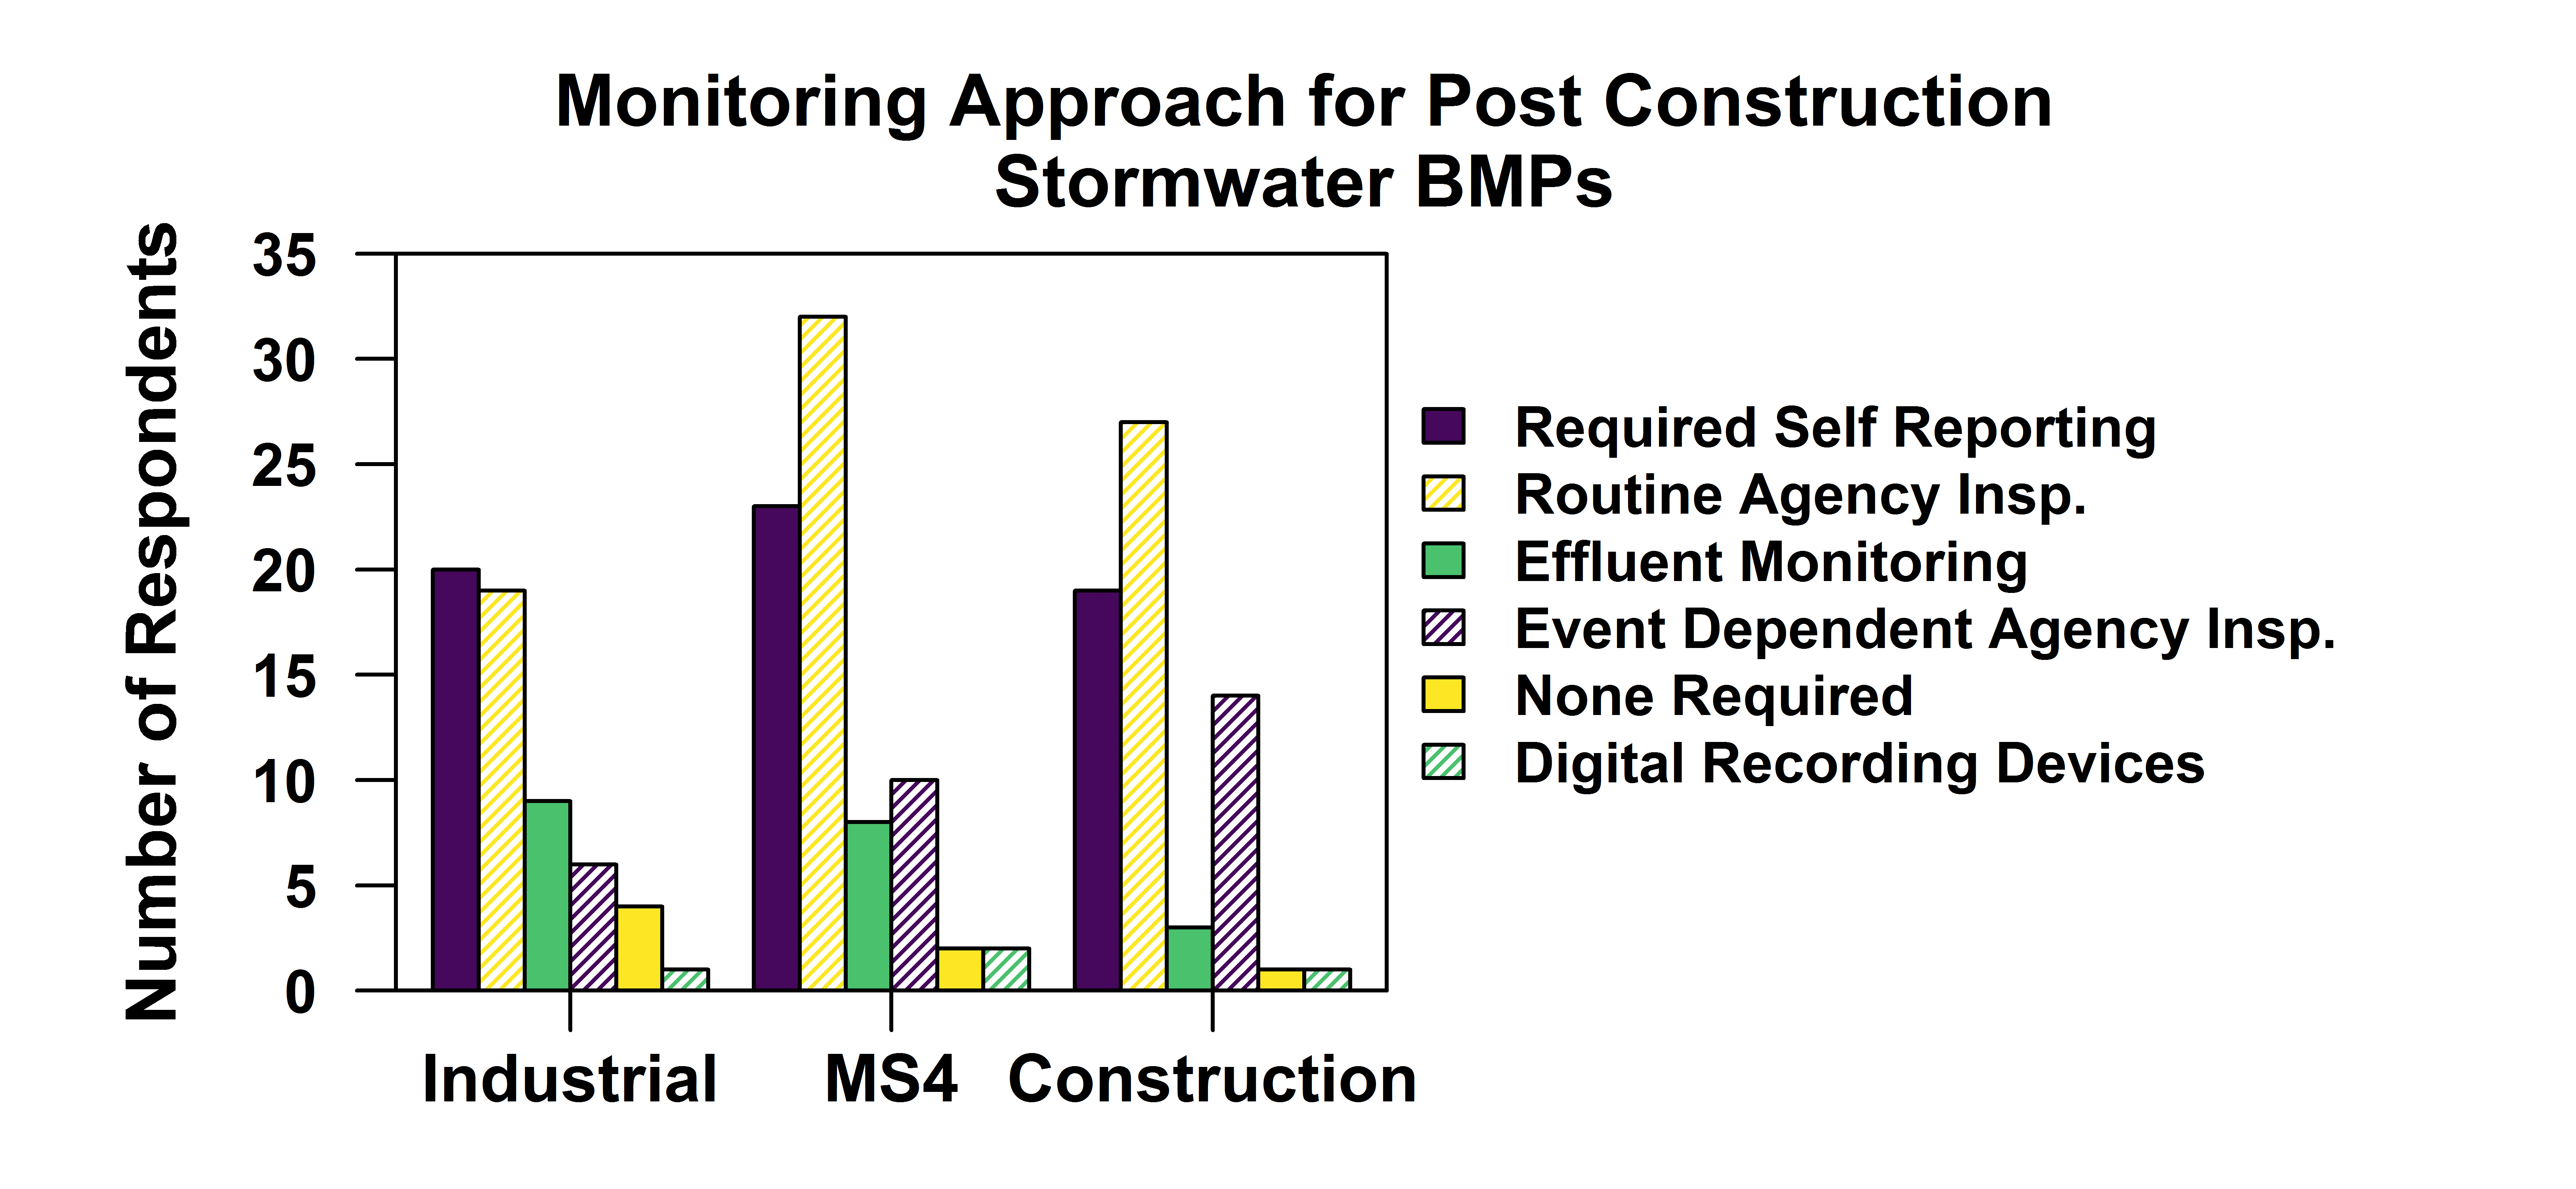 Monitoring Approach for Post Construction
Stormwater BMPs
Number of Respondents
35
30
25
20
15
10
5
0
Industrial
MS4
Construction
Required Self Reporting
Routine Agency Insp.
Effluent Monitoring
Event Dependent Agency Insp.
None Required
Digital Recording Devices